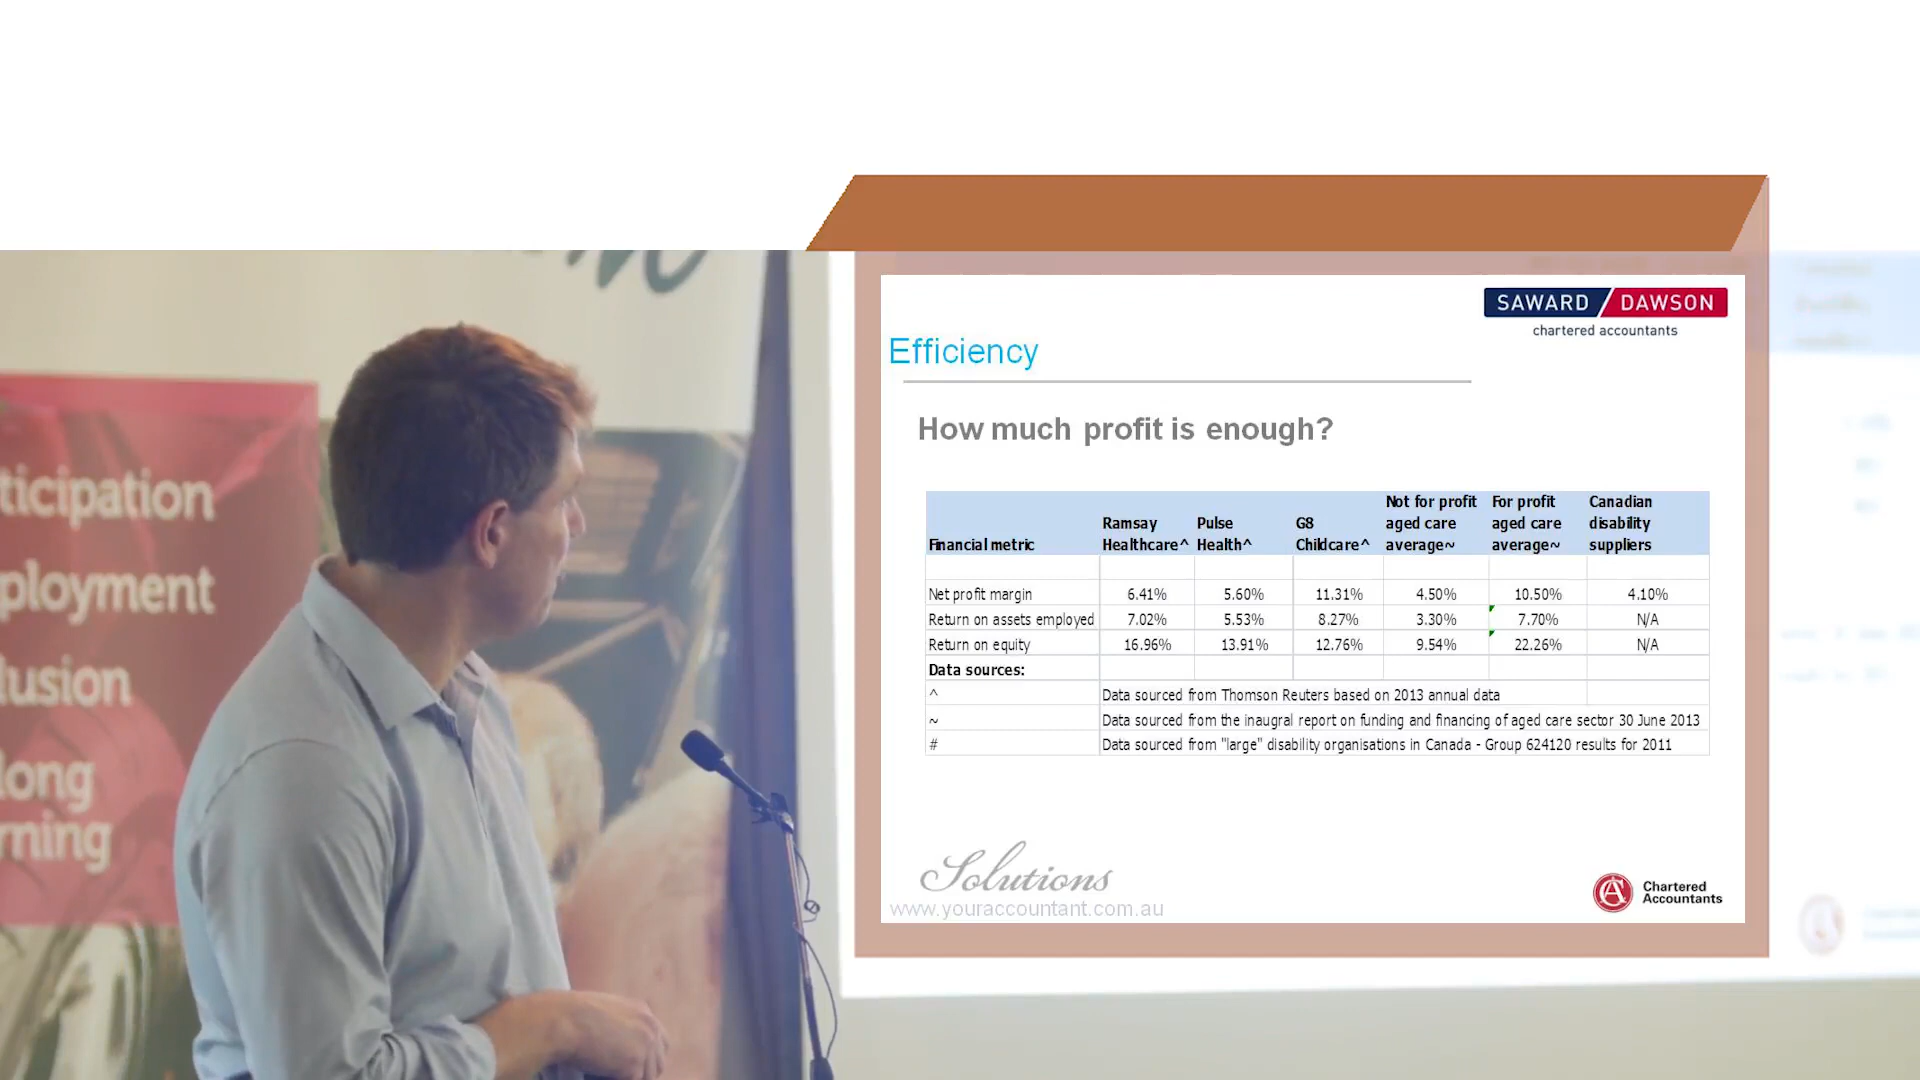 ticipation
ployment
lusion
long
rning
SAWARD DAWSON
chartered accountants
Efficiency
How much profit is enough?
Financial metric Ramsay Healthcare^ Pulse Health^ G8 Childcare^ Not for profit aged care average~ For profit aged care average~ Canadian disability suppliers
Net profit margin 6.41% 5.60% 11.31% 4.50% 10.50% 4.10%
Return on assets employed 7.02% 5.53% 8.27% 3.30% 7.70% N/A
Return on equity 16.96% 13.91% 12.76% 9.54% 22.26% N/A
Data sources:
^ Data sourced from Thomson Reuters based on 2013 annual data
~ Data sourced from the inaugral report on funding and financing of aged care sector 30 June 2013
# Data sourced from "large" disability organisations in Canada - Group 624120 results for 2011
Solutions
www.youraccountant.com.au
Chartered
Accountants